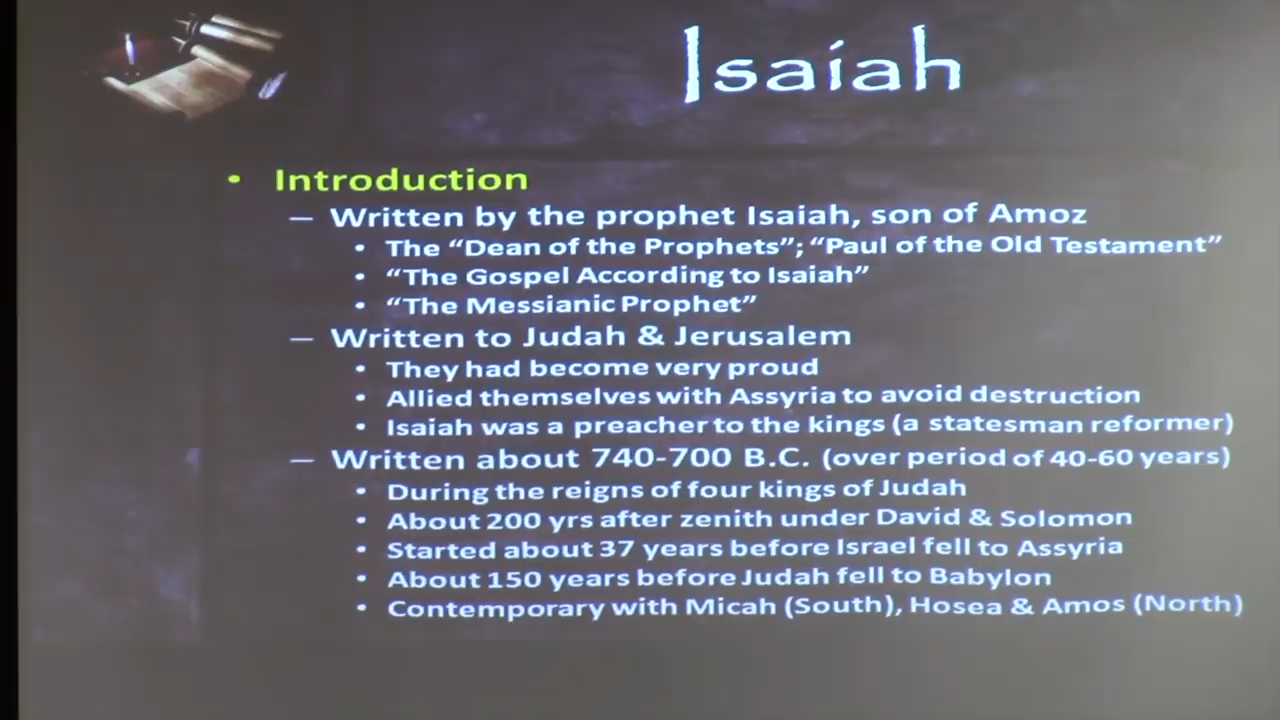 Isaiah
• Introduction
– Written by the prophet Isaiah, son of Amoz
• The “Dean of the Prophets”; “Paul of the Old Testament”
• “The Gospel According to Isaiah”
• “The Messianic Prophet”
– Written to Judah & Jerusalem
• They had become very proud
• Allied themselves with Assyria to avoid destruction
• Isaiah was a preacher to the kings (a statesman reformer)
– Written about 740-700 B.C. (over period of 40-60 years)
• During the reigns of four kings of Judah
• About 200 yrs after zenith under David & Solomon
• Started about 37 years before Israel fell to Assyria
• About 150 years before Judah fell to Babylon
• Contemporary with Micah (South), Hosea & Amos (North)